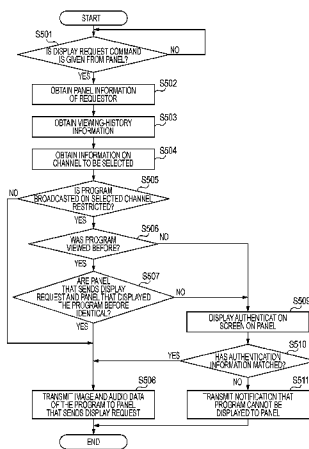 START
S501
IS DISPLAY REQUEST COMMAND
IS GIVEN FROM PANEL?
NO
YES
S502
OBTAIN PANEL INFORMATION
OF REQUESTOR
S503
OBTAIN VIEWING-HISTORY
INFORMATION
S504
OBTAIN INFORMATION ON
CHANNEL TO BE SELECTED
S505
NO
IS PROGRAM
BROADCASTED ON SELECTED CHANNEL
RESTRICTED?
YES
S506
WAS PROGRAM
VIEWED BEFORE?
NO
YES
S507
ARE PANEL
THAT SENDS DISPLAY
REQUEST AND PANEL THAT DISPLAYED
THE PROGRAM BEFORE
IDENTICAL?
NO
YES
S509
DISPLAY AUTHENTICATION
SCREEN ON PANEL
S510
YES
HAS AUTHENTICATION
INFORMATION MATCHED?
NO
S508
TRANSMIT IMAGE AND AUDIO DATA
OF THE PROGRAM TO PANEL
THAT SENDS DISPLAY REQUEST
S511
TRANSMIT NOTIFICATION THAT
PROGRAM CANNOT BE
DISPLAYED TO PANEL
END